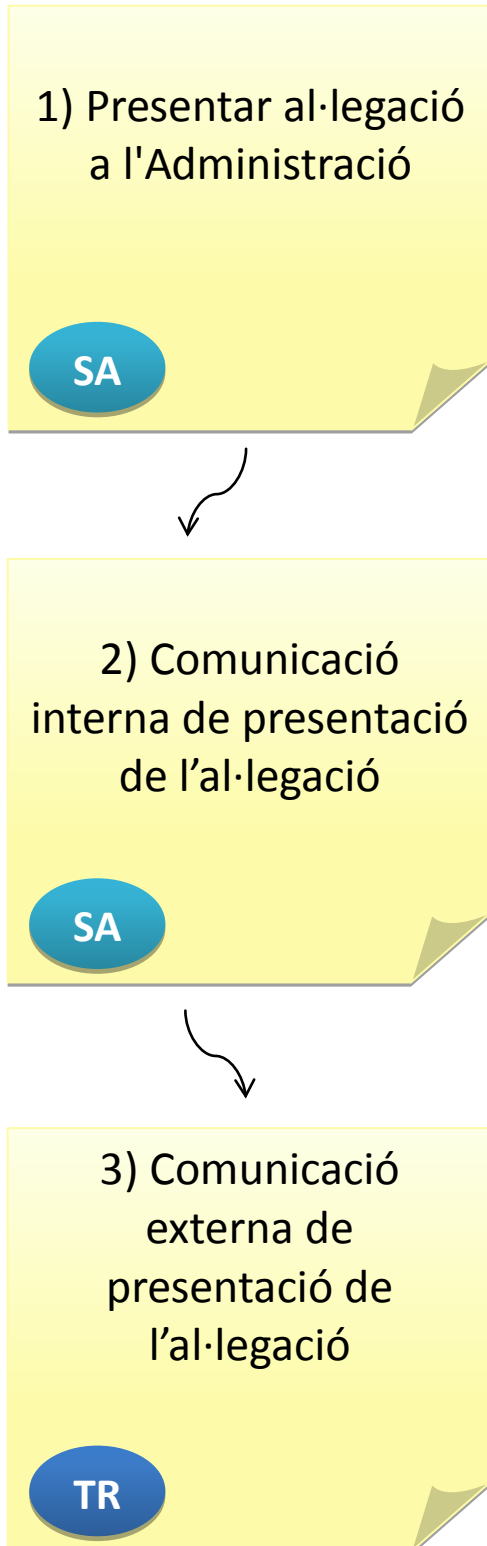 1) Presentar al·legació
a l'Administració
SA
2) Comunicació
interna de presentació
de l’al·legació
SA
3) Comunicació
externa de
presentació de
l’al·legació
TR